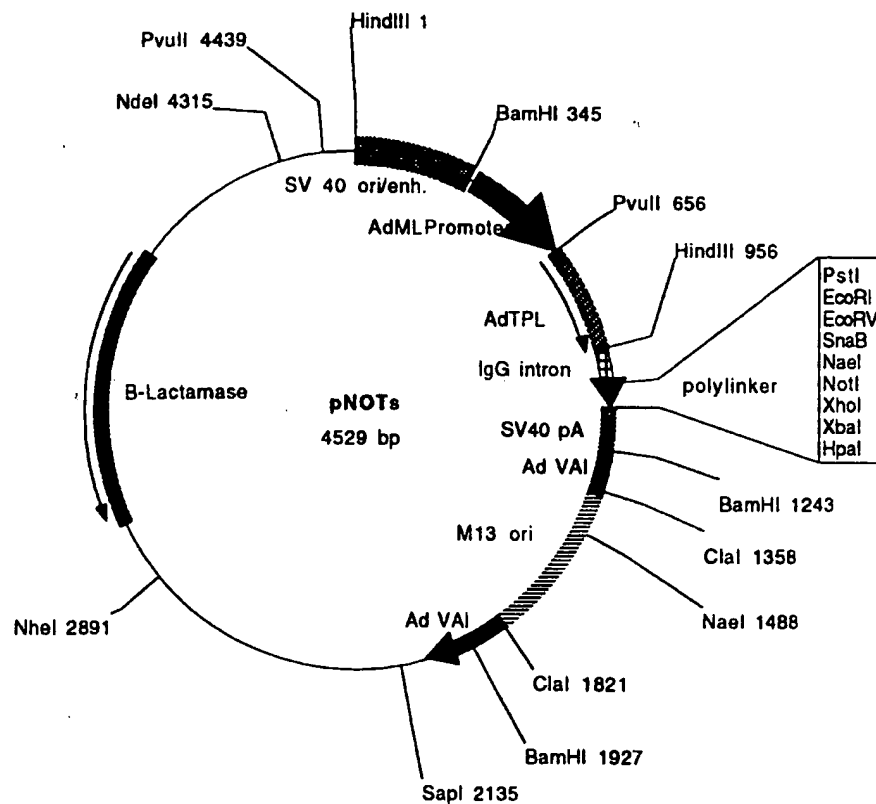 HindIII 1
PvuII 4439
NdeI 4315
BamHI 345
SV 40 ori/enh.
AdMLPromote
PvuII 656
HindIII 956
PstI
EcoRI
EcoRV
SnaB
NaeI
NotI
XhoI
XbaI
HpaI
AdTPL
IgG intron
polylinker
B-Lactamase
pNOTs
4529 bp
SV40 pA
Ad VAI
BamHI 1243
M13 ori
ClaI 1358
NheI 2891
Ad VAI
NaeI 1488
ClaI 1821
BamHI 1927
SapI 2135